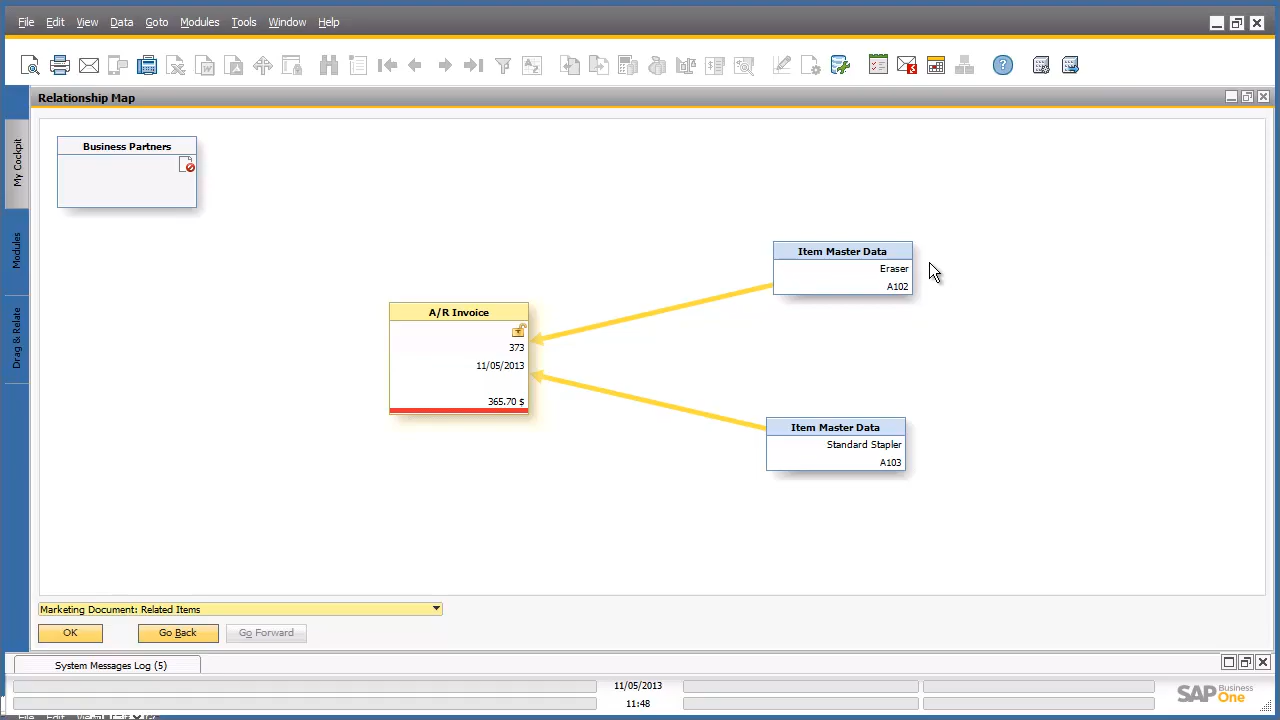 File Edit View Data Goto Modules Tools Window Help
Relationship Map
My Cockpit
Modules
Drag & Relate
Business Partners
Item Master Data
Eraser
A102
A/R Invoice
373
11/05/2013
365.70 $
Item Master Data
Standard Stapler
A103
Marketing Document: Related Items
OK Go Back Go Forward
System Messages Log (5)
11/05/2013
11:48
SAP Business One
File Edit